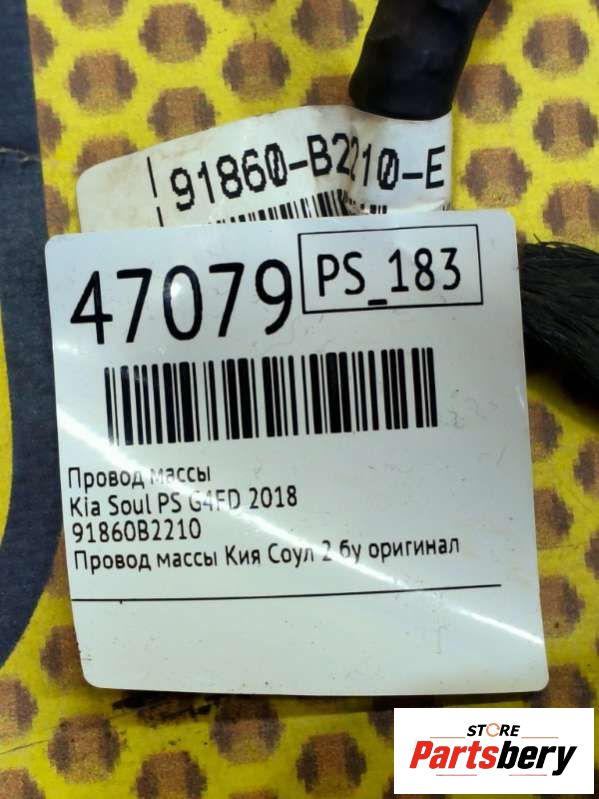 91860-B2210-E
47079
PS_183
Провод массы
Kia Soul PS G4FD 2018
91860B2210
Провод массы Кия Соул 2 бу оригинал
STORE
Partsbery